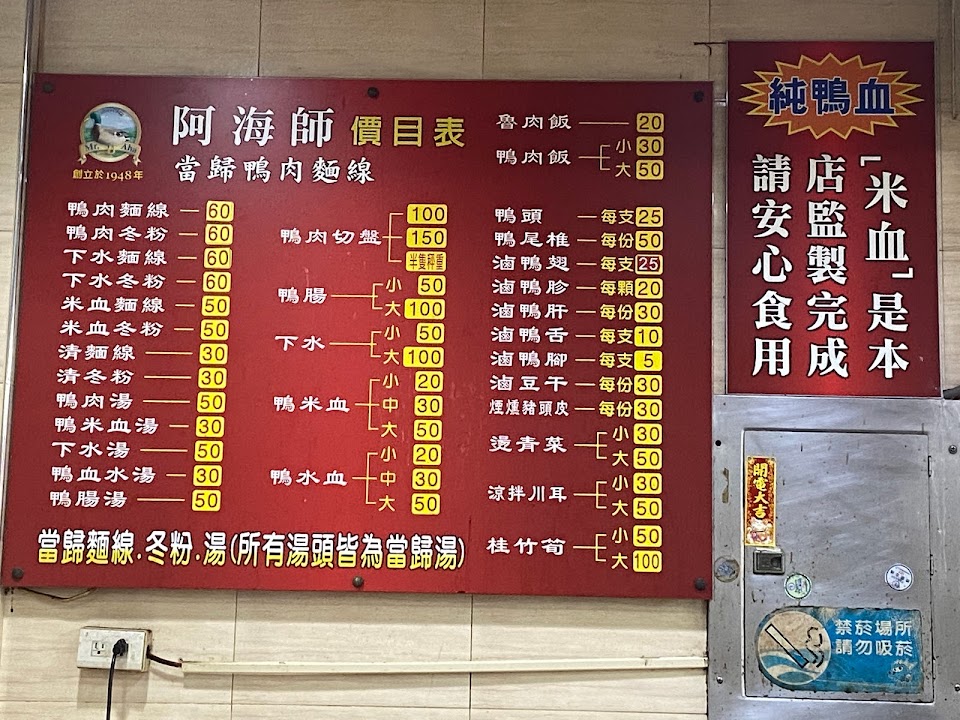 阿海師 價目表
當歸鴨肉麵線
創立於1948年
鴨肉麵線 60
鴨肉冬粉 60
下水麵線 60
下水冬粉 60
米血麵線 50
米血冬粉 50
清麵線 30
清冬粉 30
鴨肉湯 50
鴨米血湯 30
下水湯 50
鴨血水湯 30
鴨腸湯 50
鴨肉切盤 100
150
半隻秤重
鴨腸 小 50
大 100
下水 小 50
大 100
鴨米血 小 20
中 30
大 50
鴨水血 小 20
中 30
大 50
魯肉飯 20
鴨肉飯 小 30
大 50
鴨頭 每支 25
鴨尾椎 每份 50
滷鴨翅 每支 25
滷鴨胗 每顆 20
滷鴨肝 每份 30
滷鴨舌 每支 10
滷鴨腳 每支 5
滷豆干 每份 30
煙燻豬頭皮 每份 30
燙青菜 小 30
大 50
涼拌川耳 小 30
大 50
桂竹筍 小 50
大 100
當歸麵線.冬粉.湯(所有湯頭皆為當歸湯)
純鴨血
「米血」是本
店監製完成
請安心食用
開電大吉
禁菸場所
請勿吸菸